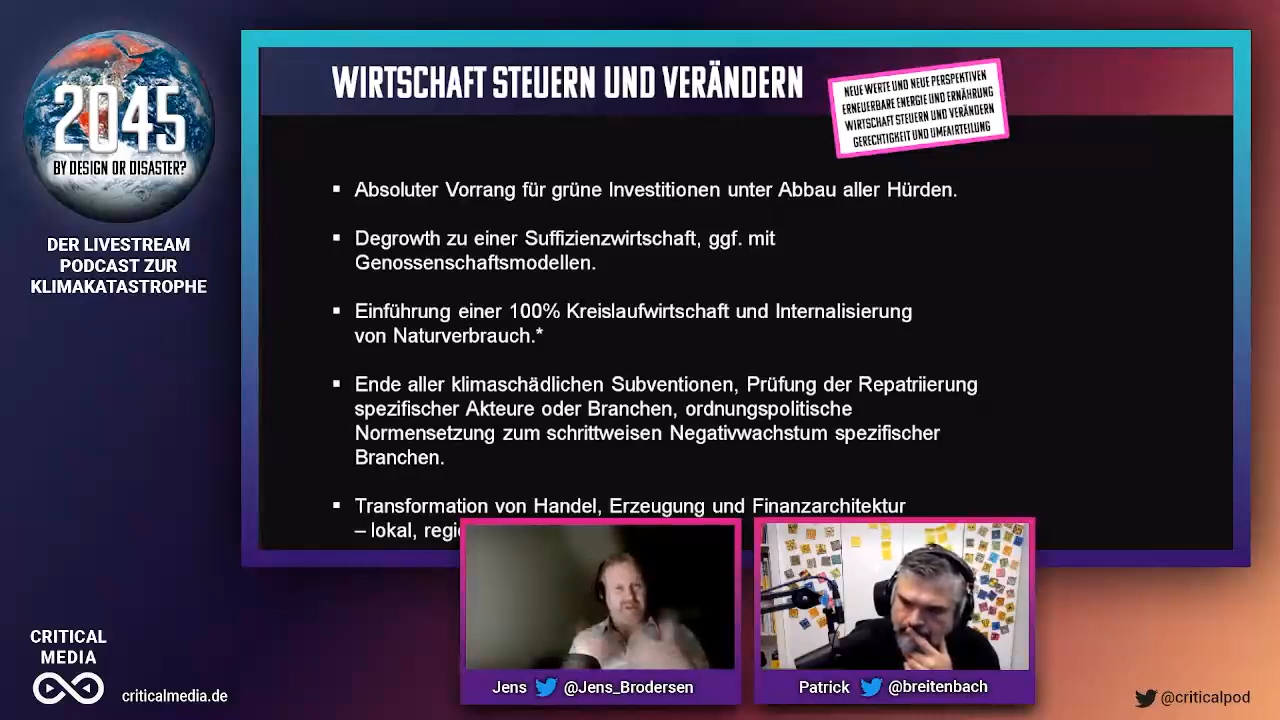 2045
BY DESIGN OR DISASTER?
DER LIVESTREAM
PODCAST ZUR
KLIMAKATASTROPHE
WIRTSCHAFT STEUERN UND VERÄNDERN
NEUE WERTE UND NEUE PERSPEKTIVEN
ERNEUERBARE ENERGIE UND ERNÄHRUNG
WIRTSCHAFT STEUERN UND VERÄNDERN
GERECHTIGKEIT UND UMFAIRTEILUNG
▪ Absoluter Vorrang für grüne Investitionen unter Abbau aller Hürden.
▪ Degrowth zu einer Suffizienzwirtschaft, ggf. mit
Genossenschaftsmodellen.
▪ Einführung einer 100% Kreislaufwirtschaft und Internalisierung
von Naturverbrauch.*
▪ Ende aller klimaschädlichen Subventionen, Prüfung der Repatriierung
spezifischer Akteure oder Branchen, ordnungspolitische
Normensetzung zum schrittweisen Negativwachstum spezifischer
Branchen.
▪ Transformation von Handel, Erzeugung und Finanzarchitektur
– lokal,
CRITICAL
MEDIA
criticalmedia.de
Jens @Jens_Brodersen
Patrick @breitenbach
@criticalpod